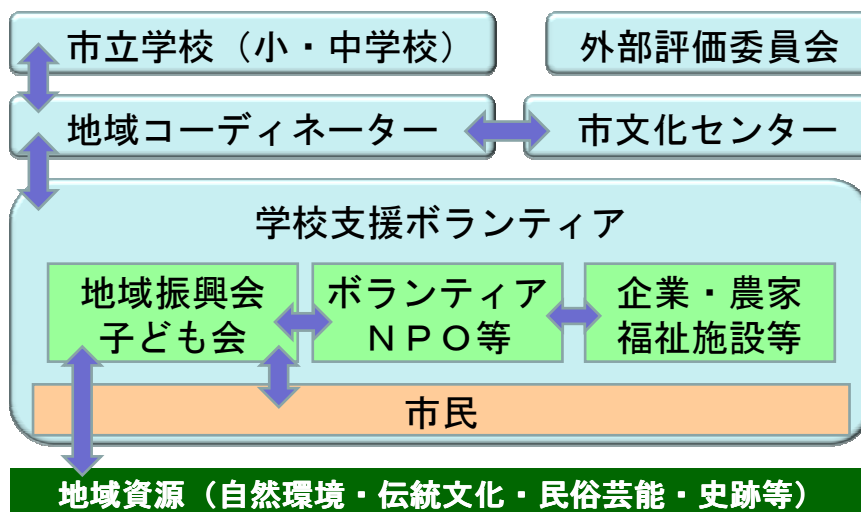 市立学校（小・中学校）
外部評価委員会
地域コーディネーター
市文化センター
学校支援ボランティア
地域振興会
子ども会
ボランティア
ＮＰＯ等
企業・農家
福祉施設等
市民
地域資源（自然環境・伝統文化・民俗芸能・史跡等）